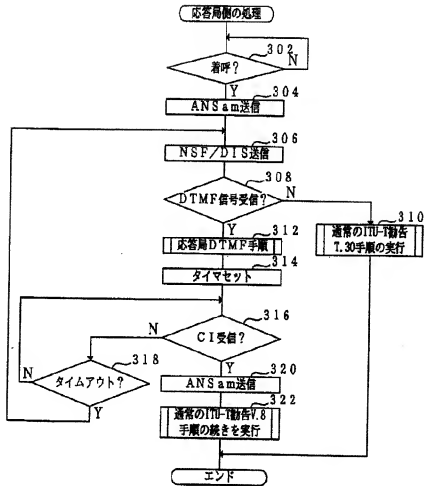 応答局側の処理
302
着呼?
N
Y
304
ANSam送信
306
NSF/DIS送信
308
DTMF信号受信?
N
Y
310
通常のITU-T勧告
T.30手順の実行
312
応答局DTMF手順
314
タイマセット
316
CI受信?
N
Y
318
タイムアウト?
N
Y
320
ANSam送信
322
通常のITU-T勧告V.8
手順の続きを実行
エンド